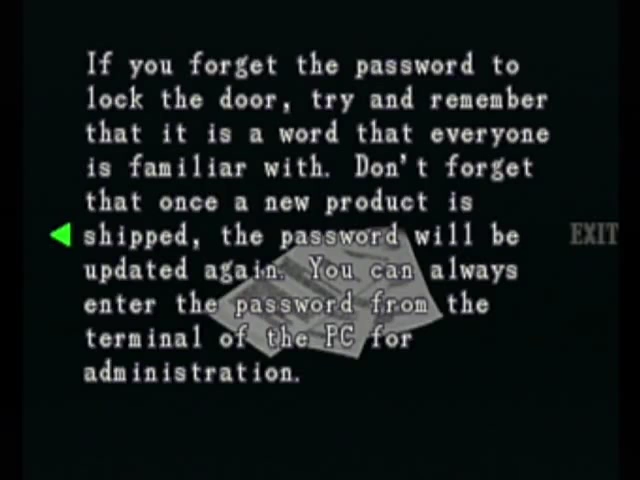 If you forget the password to
lock the door, try and remember
that it is a word that everyone
is familiar with. Don't forget
that once a new product is
shipped, the password will be
updated again. You can always
enter the password from the
terminal of the PC for
administration.
EXIT